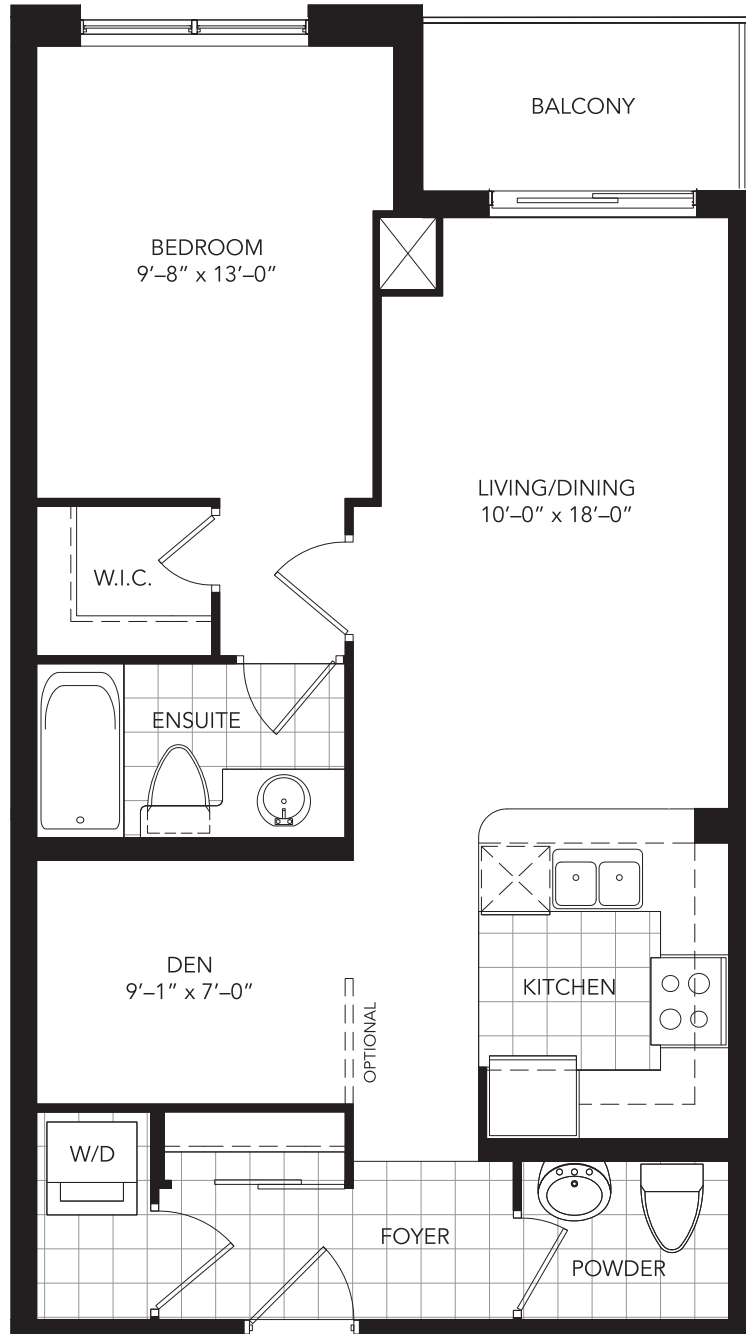 BALCONY
BEDROOM
9’–8” x 13’–0”
LIVING/DINING
10’–0” x 18’–0”
W.I.C.
ENSUITE
DEN
9’–1” x 7’–0”
KITCHEN
OPTIONAL
W/D
FOYER
POWDER